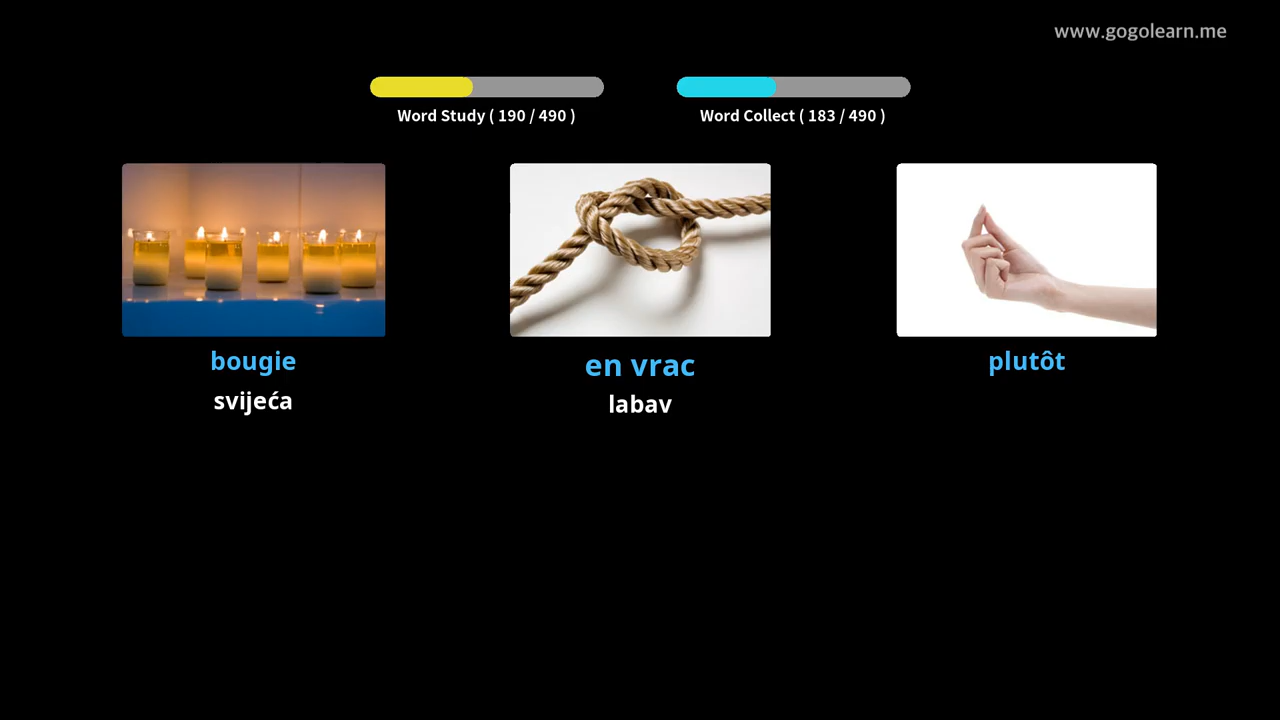 www.gogolearn.me
Word Study ( 190 / 490 )
Word Collect ( 183 / 490 )
bougie
svijeća
en vrac
labav
plutôt